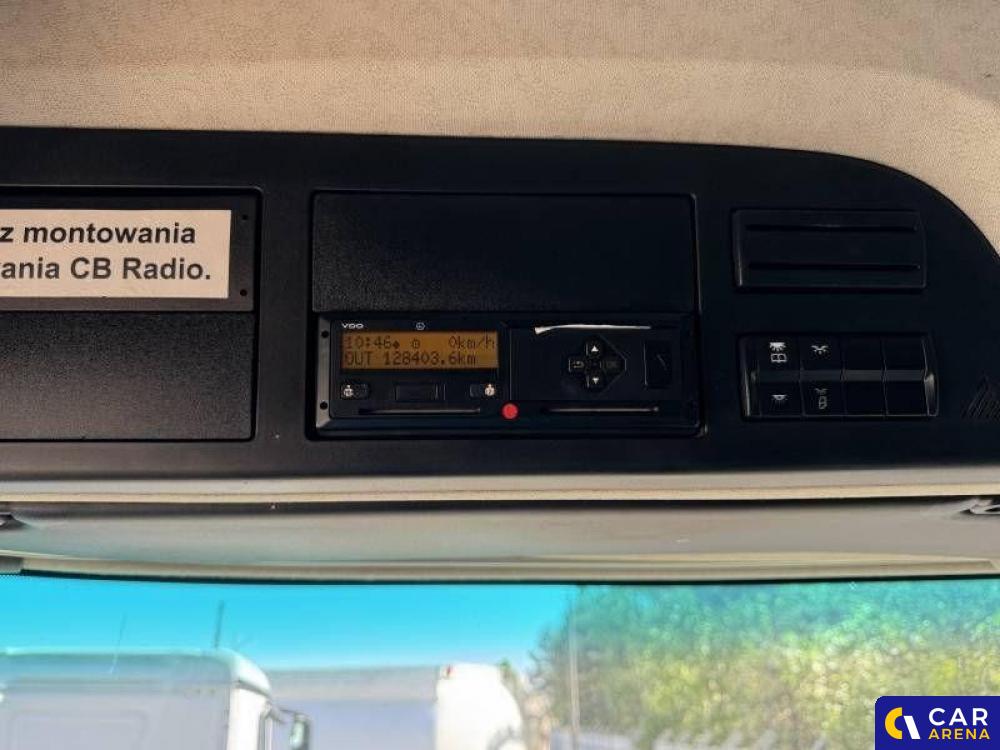 z montowania
ania CB Radio.
VDO
10:46 0km/h
OUT 128403.6km
CAR
ARENA